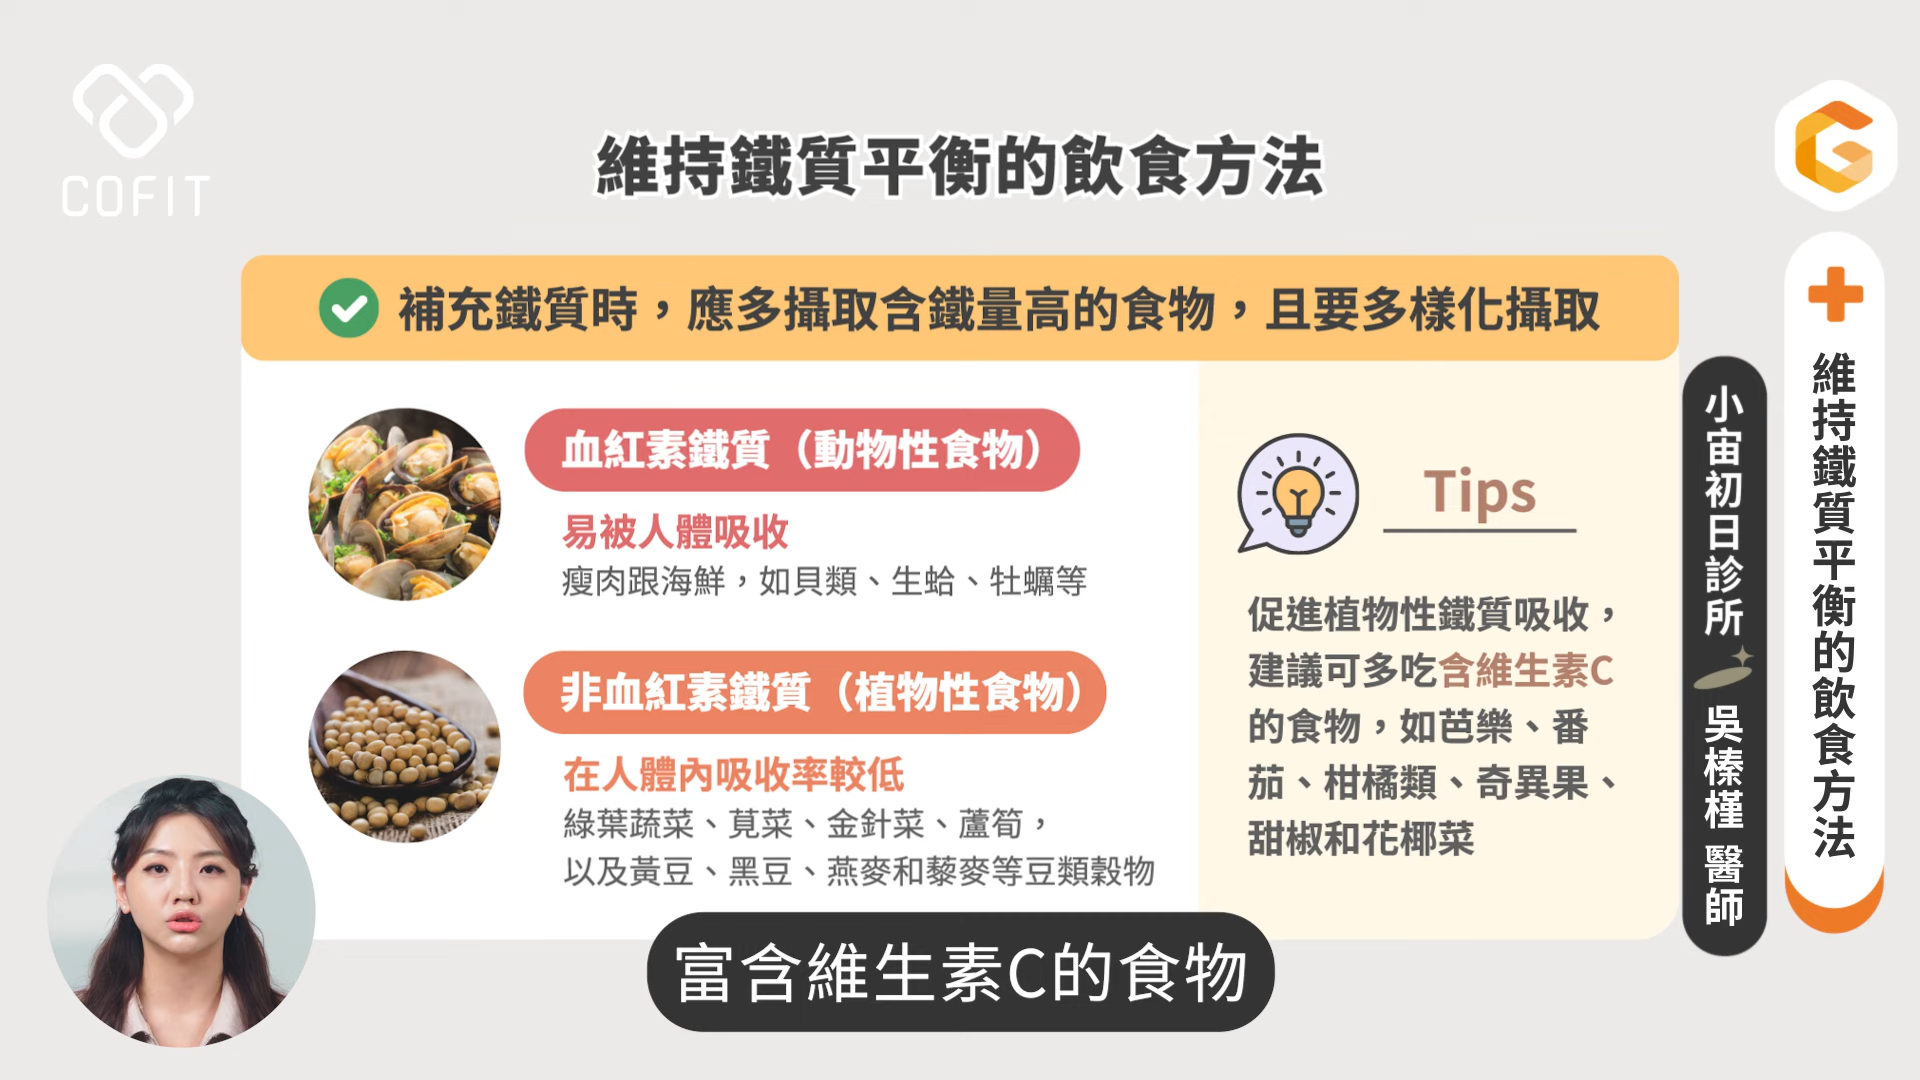 COFIT
維持鐵質平衡的飲食方法
補充鐵質時，應多攝取含鐵量高的食物，且要多樣化攝取
血紅素鐵質（動物性食物）
易被人體吸收
瘦肉跟海鮮，如貝類、生蛤、牡蠣等
非血紅素鐵質（植物性食物）
在人體內吸收率較低
綠葉蔬菜、莧菜、金針菜、蘆筍，
以及黃豆、黑豆、燕麥和藜麥等豆類穀物
Tips
促進植物性鐵質吸收，
建議可多吃含維生素C
的食物，如芭樂、番
茄、柑橘類、奇異果、
甜椒和花椰菜
小宙初日診所
吳榛槿 醫師
維持鐵質平衡的飲食方法
富含維生素C的食物